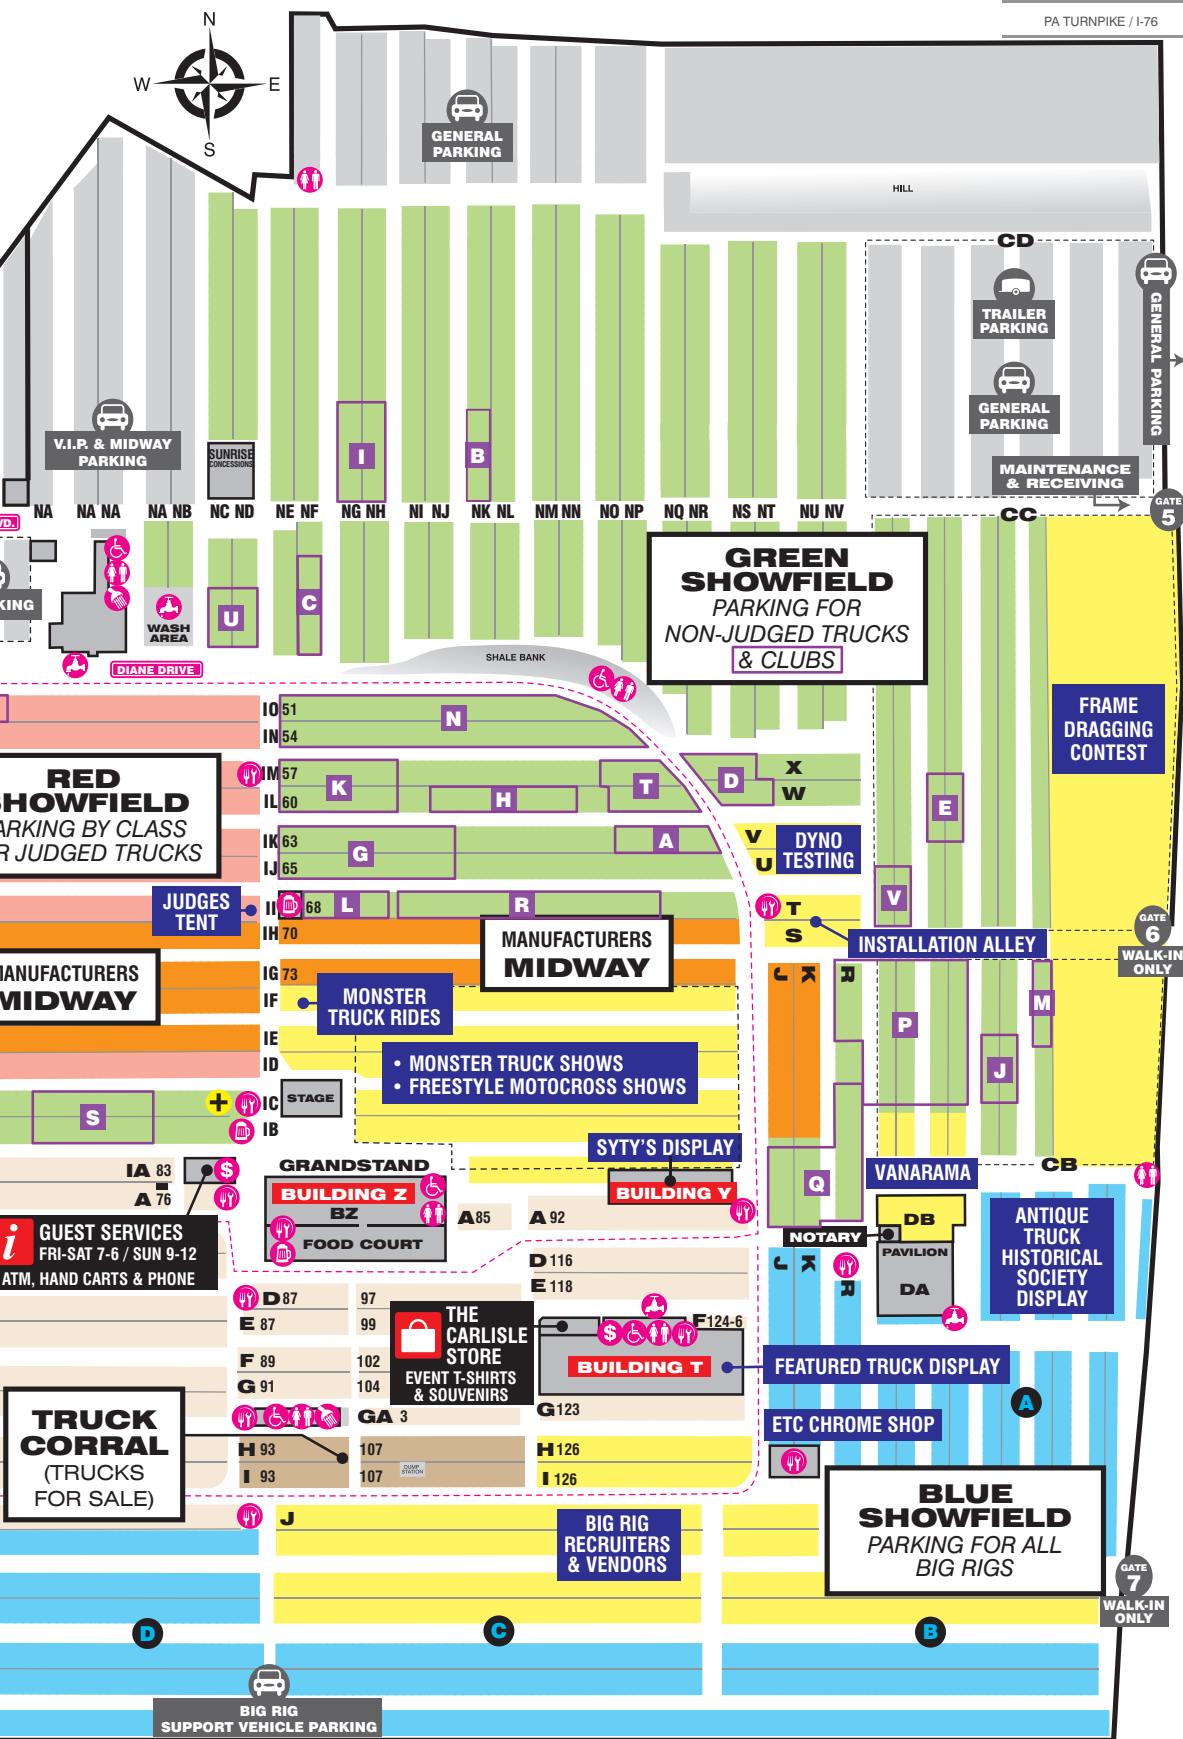 PA TURNPIKE / I-76
N
W
E
S
GENERAL
PARKING
HILL
CD
TRAILER
PARKING
GENERAL
PARKING
GENERAL PARKING
V.I.P. & MIDWAY
PARKING
SUNRISE
CONCESSIONS
I
B
MAINTENANCE
& RECEIVING
GATE
5
NA
NA NA
NA NB
NC ND
NE NF
NG NH
NI NJ
NK NL
NM NN
NO NP
NQ NR
NS NT
NU NV
CC
VD.
KING
WASH
AREA
U
C
DIANE DRIVE
GREEN
SHOWFIELD
PARKING FOR
NON-JUDGED TRUCKS
& CLUBS
SHALE BANK
FRAME
DRAGGING
CONTEST
IO 51
IN 54
N
RED
SHOWFIELD
ARKING BY CLASS
R JUDGED TRUCKS
IM 57
IL 60
K
H
T
D
X
W
E
IK 63
IJ 65
G
A
V
U
DYNO
TESTING
V
JUDGES
TENT
II 68
IH 70
L
R
T
S
INSTALLATION ALLEY
GATE
6
WALK-IN
ONLY
MANUFACTURERS
MIDWAY
MANUFACTURERS
MIDWAY
IG 73
IF
MONSTER
TRUCK RIDES
J
K
R
P
M
J
IE
ID
• MONSTER TRUCK SHOWS
• FREESTYLE MOTOCROSS SHOWS
IC
IB
STAGE
S
SYTY'S DISPLAY
IA 83
A 76
$
GRANDSTAND
BUILDING Z
BZ
FOOD COURT
A 85
A 92
BUILDING Y
Q
VANARAMA
CB
i
GUEST SERVICES
FRI-SAT 7-6 / SUN 9-12
ATM, HAND CARTS & PHONE
NOTARY
DB
PAVILION
DA
ANTIQUE
TRUCK
HISTORICAL
SOCIETY
DISPLAY
D 116
E 118
J
K
R
D 87
E 87
97
99
THE
CARLISLE
STORE
EVENT T-SHIRTS
& SOUVENIRS
F 124-6
$
BUILDING T
FEATURED TRUCK DISPLAY
F 89
G 91
102
104
GA 3
G 123
A
ETC CHROME SHOP
TRUCK
CORRAL
(TRUCKS
FOR SALE)
H 93
I 93
107
107
DUMP
STATION
H 126
I 126
J
BIG RIG
RECRUITERS
& VENDORS
BLUE
SHOWFIELD
PARKING FOR ALL
BIG RIGS
GATE
7
WALK-IN
ONLY
D
C
B
BIG RIG
SUPPORT VEHICLE PARKING